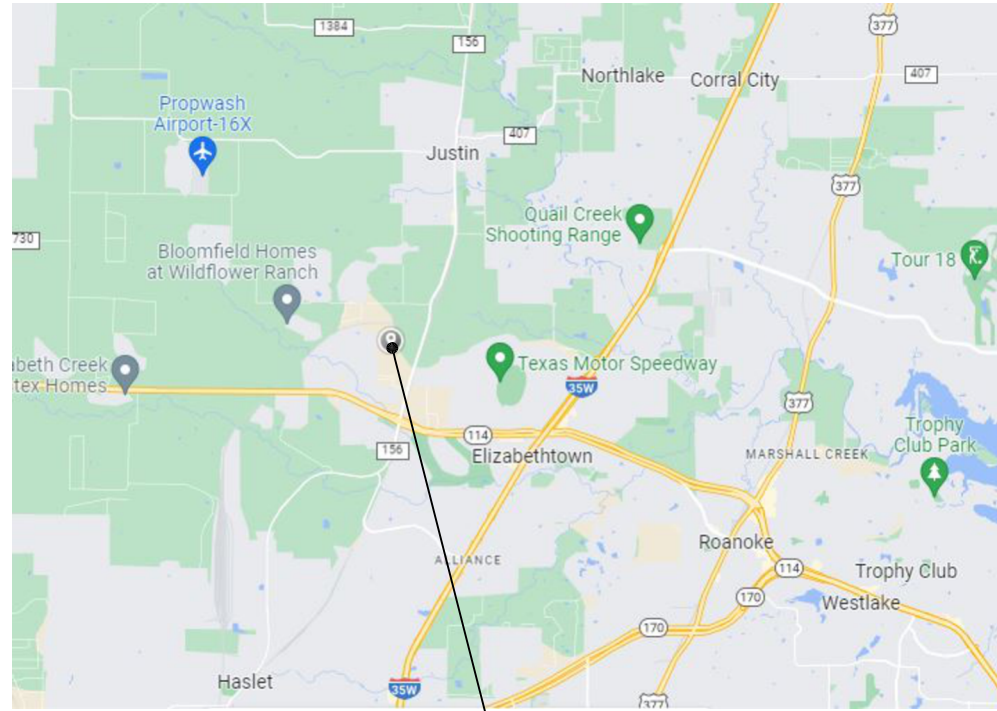 1384
156
377
Northlake
Corral City
407
Propwash
Airport-16X
407
Justin
377
Quail Creek
Shooting Range
730
Bloomfield Homes
at Wildflower Ranch
Tour 18
abeth Creek
tex Homes
Texas Motor Speedway
35W
377
114
156
Elizabethtown
MARSHALL CREEK
Trophy
Club Park
Roanoke
ALLIANCE
114
Trophy Club
170
Westlake
170
Haslet
35W
377